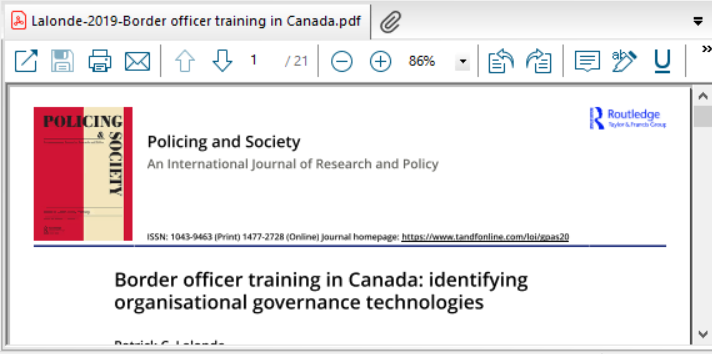 Lalonde-2019-Border officer training in Canada.pdf
1 / 21 86%
POLICING
&
SOCIETY
Routledge
Taylor & Francis Group
Policing and Society
An International Journal of Research and Policy
ISSN: 1043-9463 (Print) 1477-2728 (Online) Journal homepage: https://www.tandfonline.com/loi/gpas20
Border officer training in Canada: identifying
organisational governance technologies